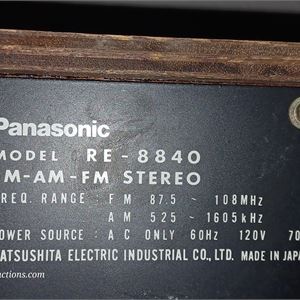 Panasonic
MODEL RE-8840
M-AM-FM STEREO
REQ. RANGE: FM 87.5 ~ 108MHz
AM 525 ~ 1605kHz
OWER SOURCE: AC ONLY 60Hz 120V 70
ATSUSHITA ELECTRIC INDUSTRIAL CO., LTD. MADE IN JAPA
ctions.com